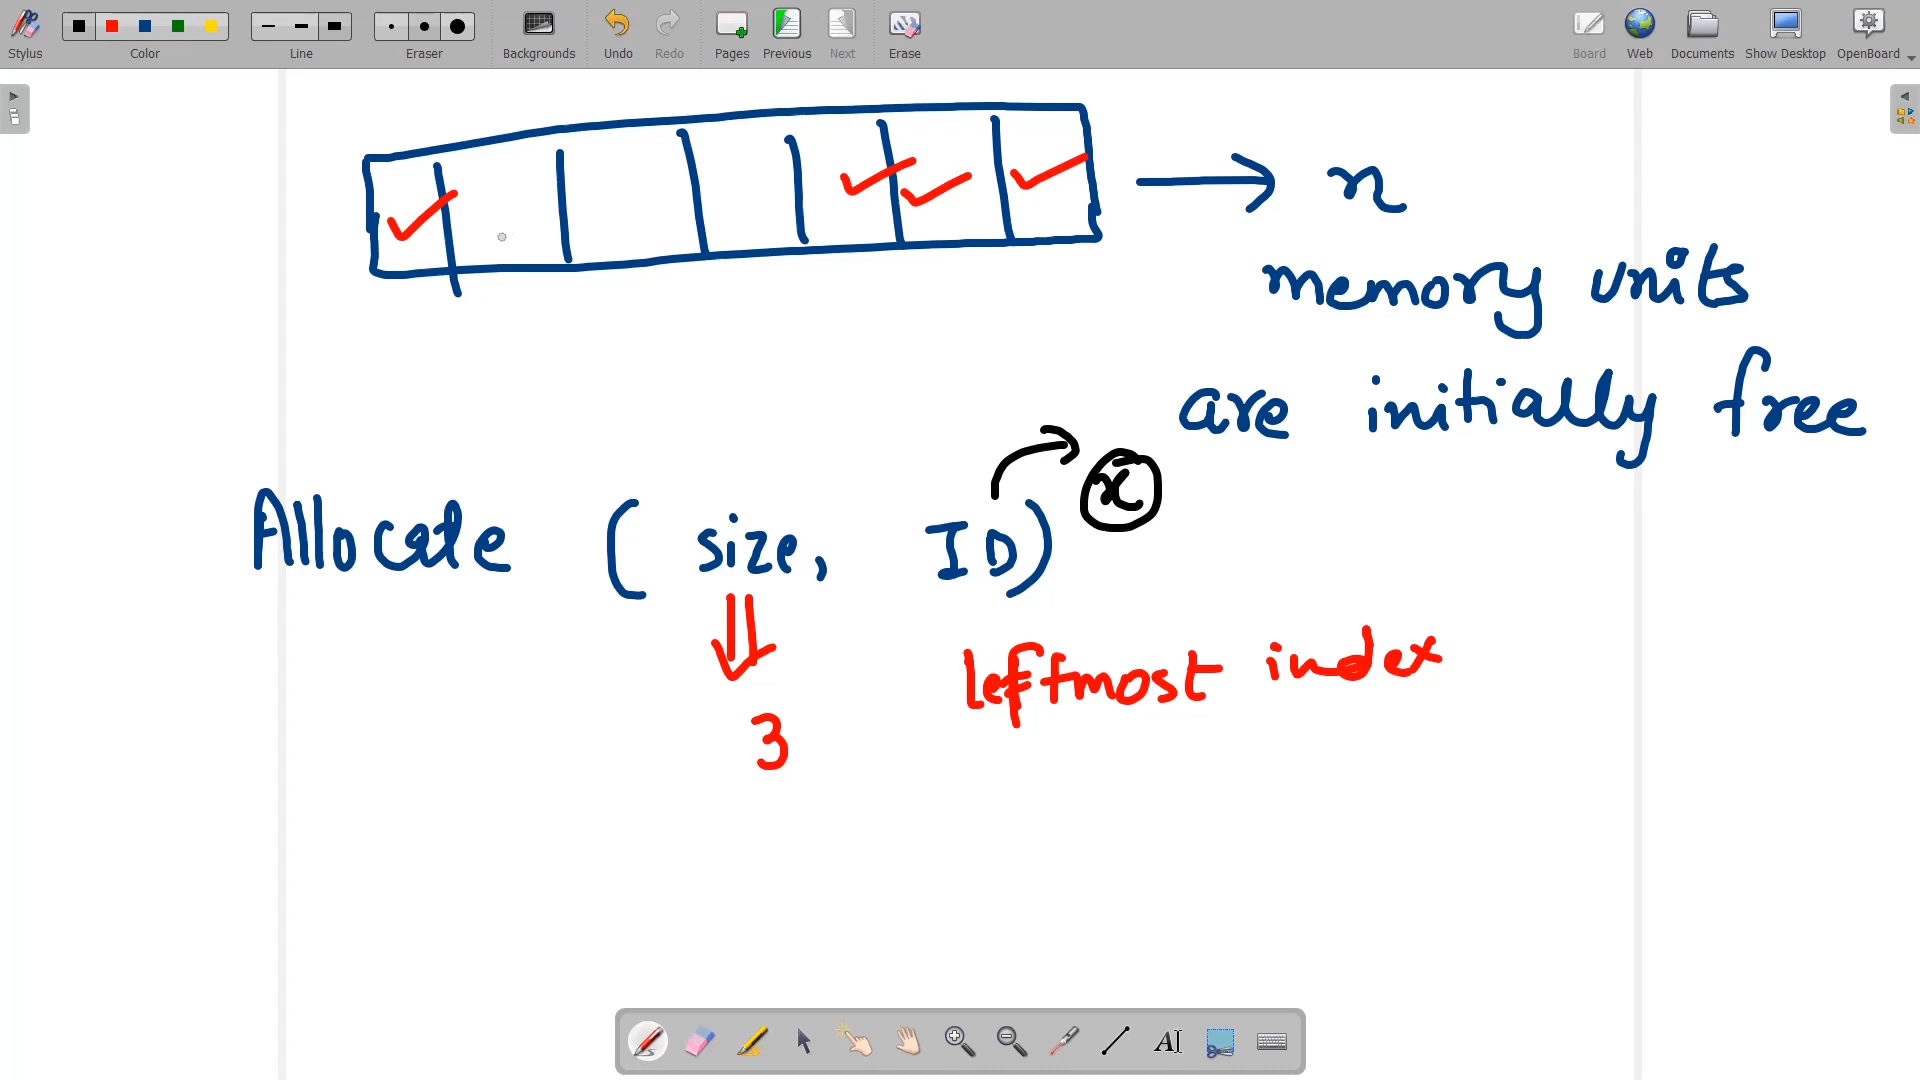 Stylus Color Line Eraser Backgrounds Undo Redo Pages Previous Next Erase Board Web Documents Show Desktop OpenBoard
n
memory units
are initially free
x
Allocate ( size, ID)
leftmost index
3